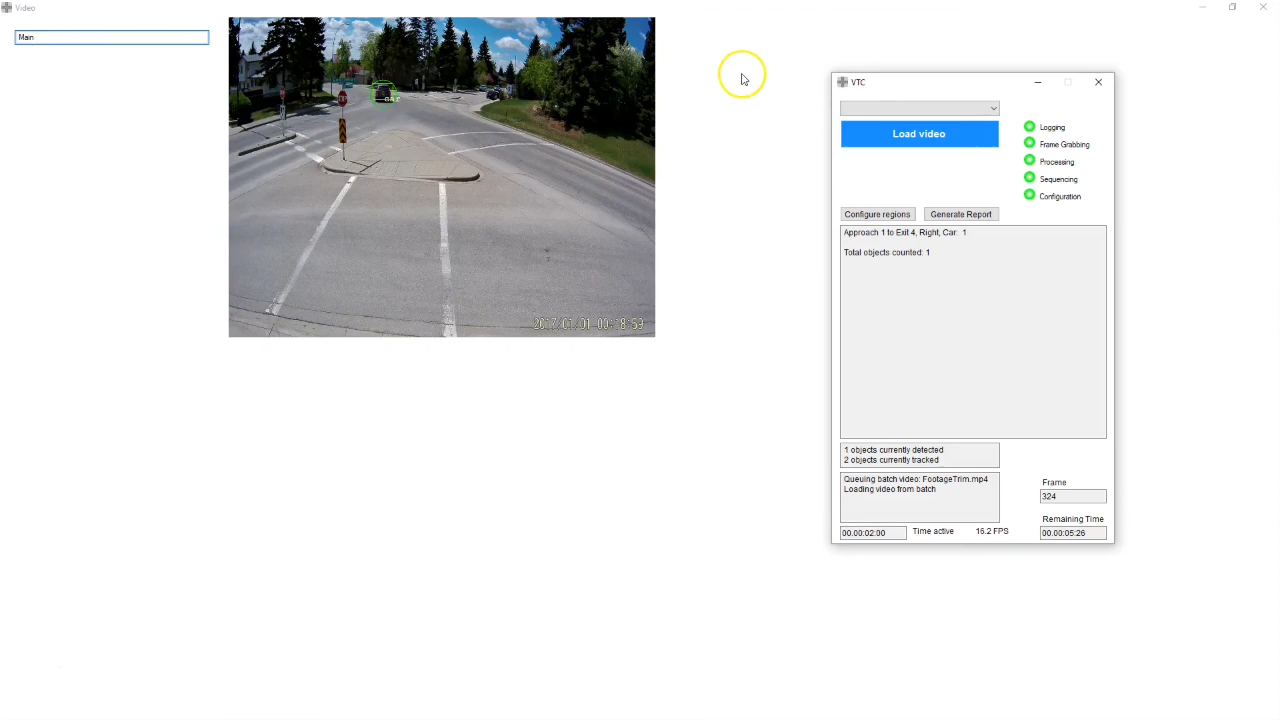 Video
Main
car
2017/01/01 00:18:59
VTC
Load video
Logging
Frame Grabbing
Processing
Sequencing
Configuration
Configure regions
Generate Report
Approach 1 to Exit 4, Right, Car: 1
Total objects counted: 1
1 objects currently detected
2 objects currently tracked
Queuing batch video: FootageTrim.mp4
Loading video from batch
Frame
324
Remaining Time
00.00:02:00
Time active
16.2 FPS
00.00:05:26